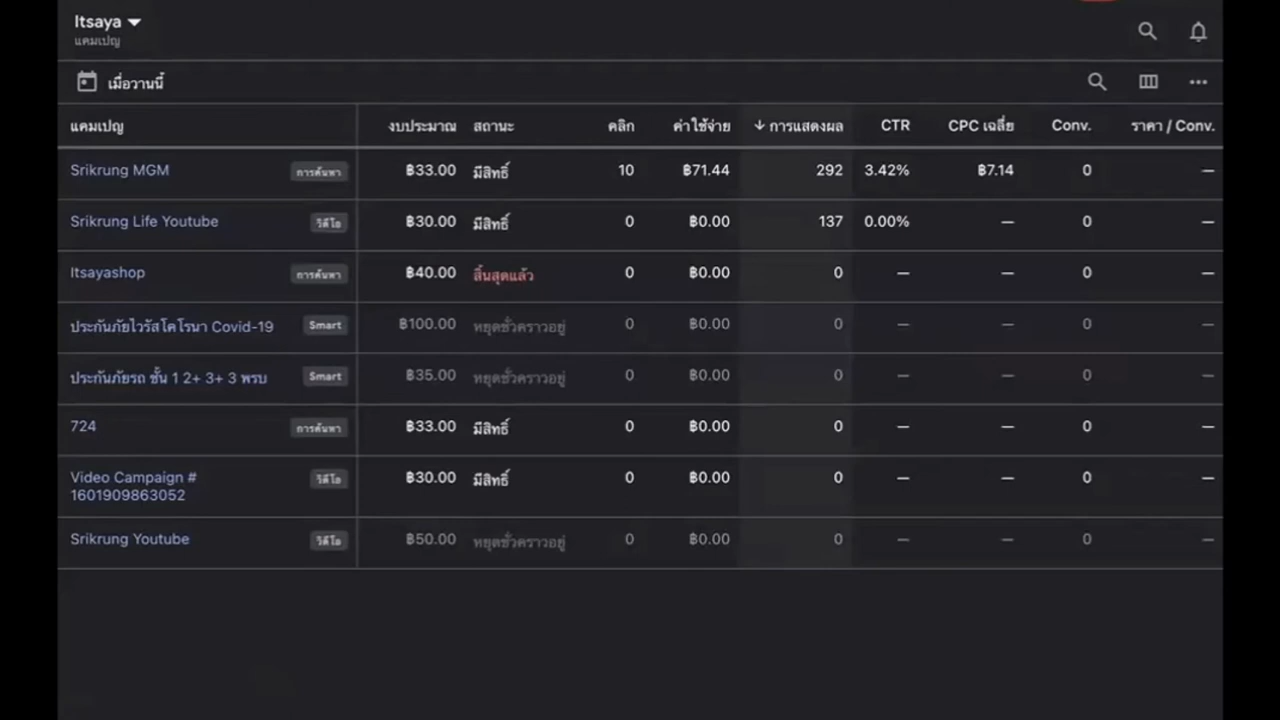 Itsaya
แคมเปญ
เมื่อวานนี้
แคมเปญ งบประมาณ สถานะ คลิก ค่าใช้จ่าย ↓ การแสดงผล CTR CPC เฉลี่ย Conv. ราคา / Conv.
Srikrung MGM การค้นหา ฿33.00 มีสิทธิ์ 10 ฿71.44 292 3.42% ฿7.14 0 —
Srikrung Life Youtube วิดีโอ ฿30.00 มีสิทธิ์ 0 ฿0.00 137 0.00% — 0 —
Itsayashop การค้นหา ฿40.00 สิ้นสุดแล้ว 0 ฿0.00 0 — — 0 —
ประกันภัยไวรัสโคโรนา Covid-19 Smart ฿100.00 หยุดชั่วคราวอยู่ 0 ฿0.00 0 — — 0 —
ประกันภัยรถ ชั้น 1 2+ 3+ 3 พรบ Smart ฿35.00 หยุดชั่วคราวอยู่ 0 ฿0.00 0 — — 0 —
724 การค้นหา ฿33.00 มีสิทธิ์ 0 ฿0.00 0 — — 0 —
Video Campaign # วิดีโอ ฿30.00 มีสิทธิ์ 0 ฿0.00 0 — — 0 —
1601909863052
Srikrung Youtube วิดีโอ ฿50.00 หยุดชั่วคราวอยู่ 0 ฿0.00 0 — — 0 —